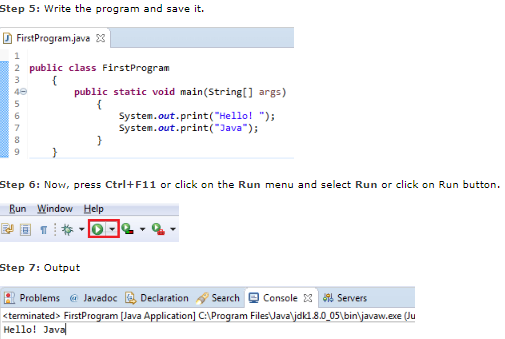 Step 5: Write the program and save it.
FirstProgram.java
1
2 public class FirstProgram
3 {
4 public static void main(String[] args)
5 {
6 System.out.print("Hello! ");
7 System.out.print("Java");
8 }
9 }
Step 6: Now, press Ctrl+F11 or click on the Run menu and select Run or click on Run button.
Run Window Help
Step 7: Output
Problems @ Javadoc Declaration Search Console Servers
<terminated> FirstProgram [Java Application] C:\Program Files\Java\jdk1.8.0_05\bin\javaw.exe (Ju
Hello! Java